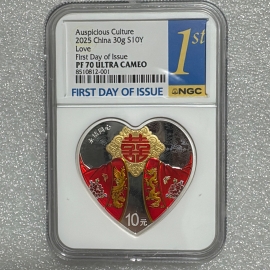 Auspicious Culture
2025 China 30g S10Y
Love
First Day of Issue
PF 70 ULTRA CAMEO
8510812-001
1st
FIRST DAY OF ISSUE
NGC
囍
10元